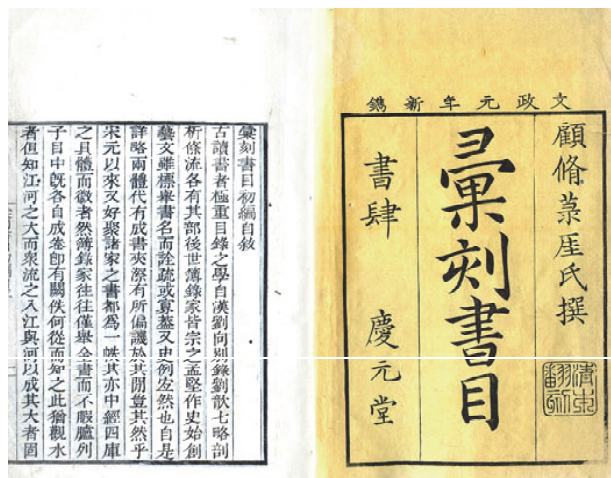 文政元年新鐫
顧脩菉厓氏撰
彙刻書目
書肆 慶元堂
彙刻書目初編自敘
古讀書者極重目錄之學自漢劉向別錄劉歆七略剖
析條流各有其部後世簿錄家皆宗之孟堅作史始創
藝文雖標舉書名而詮疏或寡蓋又史例宜然也自是
詳略兩體代有成書夾漈有所偏譏於其閒豈其然乎
宋元以來又好聚諸家之書都爲一帙其亦中經四庫
之具體而微者然簿錄家往往僅舉全書而不暇臚列
子目中旣各自成卷卽有闕佚何從而知之此猶觀水
者但知江河之大而衆流之入江與河以成其大者固